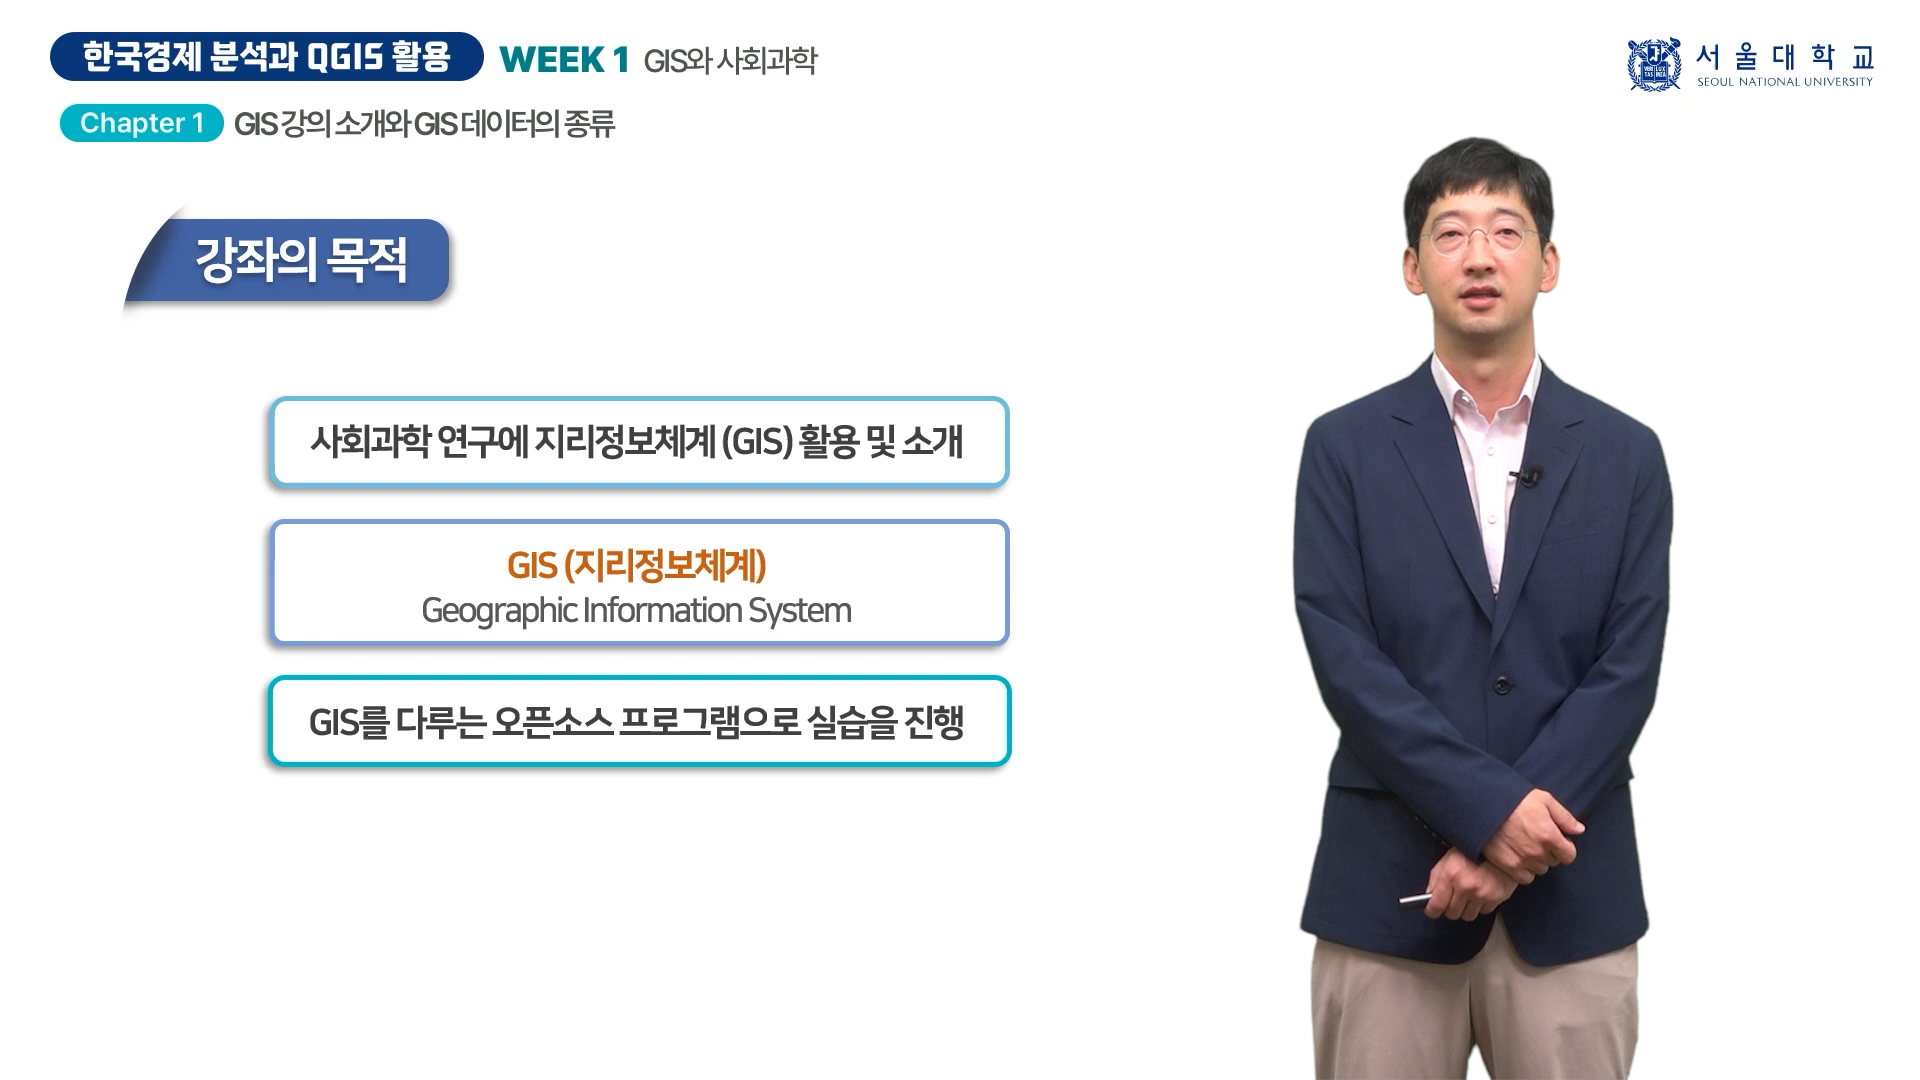 한국경제 분석과 QGIS 활용
WEEK 1 GIS와 사회과학
서울대학교
SEOUL NATIONAL UNIVERSITY
Chapter 1 GIS 강의 소개와 GIS 데이터의 종류
강좌의 목적
사회과학 연구에 지리정보체계 (GIS) 활용 및 소개
GIS (지리정보체계)
Geographic Information System
GIS를 다루는 오픈소스 프로그램으로 실습을 진행